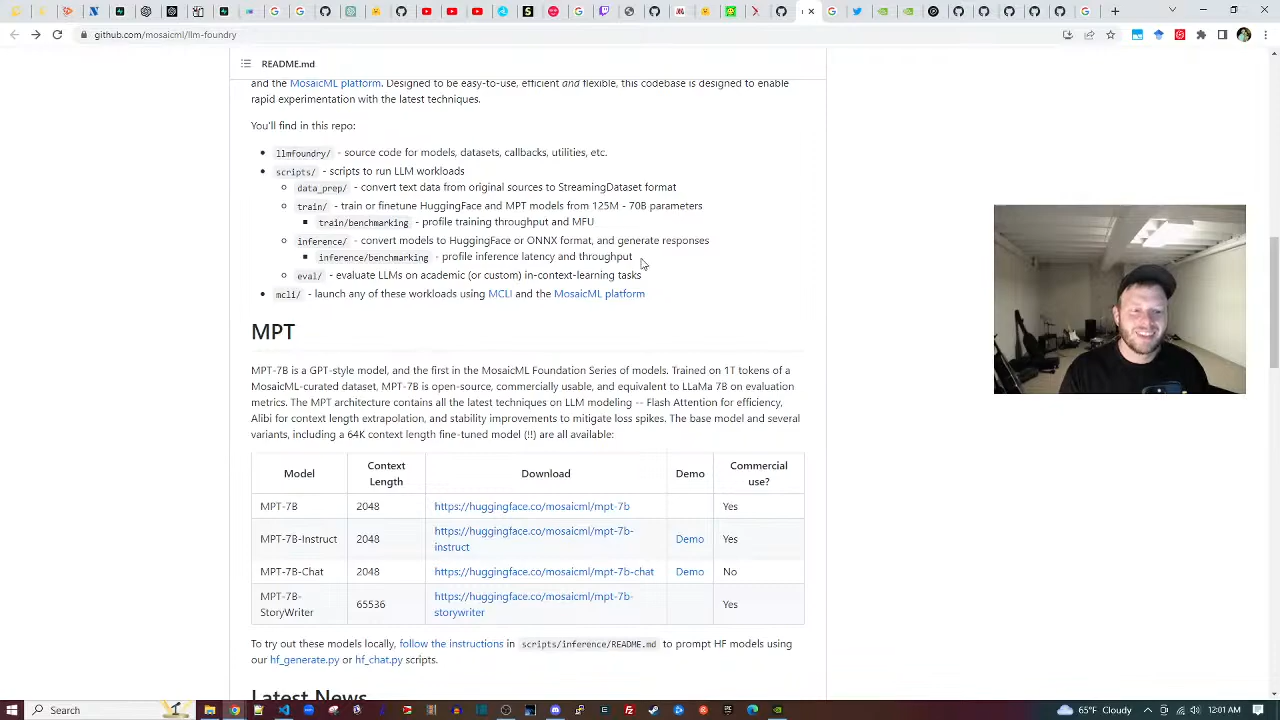 github.com/mosaicml/llm-foundry
README.md
and the MosaicML platform. Designed to be easy-to-use, efficient and flexible, this codebase is designed to enable
rapid experimentation with the latest techniques.
You'll find in this repo:
llmfoundry/ - source code for models, datasets, callbacks, utilities, etc.
scripts/ - scripts to run LLM workloads
data_prep/ - convert text data from original sources to StreamingDataset format
train/ - train or finetune HuggingFace and MPT models from 125M - 70B parameters
train/benchmarking - profile training throughput and MFU
inference/ - convert models to HuggingFace or ONNX format, and generate responses
inference/benchmarking - profile inference latency and throughput
eval/ - evaluate LLMs on academic (or custom) in-context-learning tasks
mcli/ - launch any of these workloads using MCLI and the MosaicML platform
MPT
MPT-7B is a GPT-style model, and the first in the MosaicML Foundation Series of models. Trained on 1T tokens of a
MosaicML-curated dataset, MPT-7B is open-source, commercially usable, and equivalent to LLaMa 7B on evaluation
metrics. The MPT architecture contains all the latest techniques on LLM modeling -- Flash Attention for efficiency,
Alibi for context length extrapolation, and stability improvements to mitigate loss spikes. The base model and several
variants, including a 64K context length fine-tuned model (!!) are all available:
Model Context Length Download Demo Commercial use?
MPT-7B 2048 https://huggingface.co/mosaicml/mpt-7b Yes
MPT-7B-Instruct 2048 https://huggingface.co/mosaicml/mpt-7b-instruct Demo Yes
MPT-7B-Chat 2048 https://huggingface.co/mosaicml/mpt-7b-chat Demo No
MPT-7B-StoryWriter 65536 https://huggingface.co/mosaicml/mpt-7b-storywriter Yes
To try out these models locally, follow the instructions in scripts/inference/README.md to prompt HF models using
our hf_generate.py or hf_chat.py scripts.
Latest News
Search
65°F Cloudy
12:01 AM